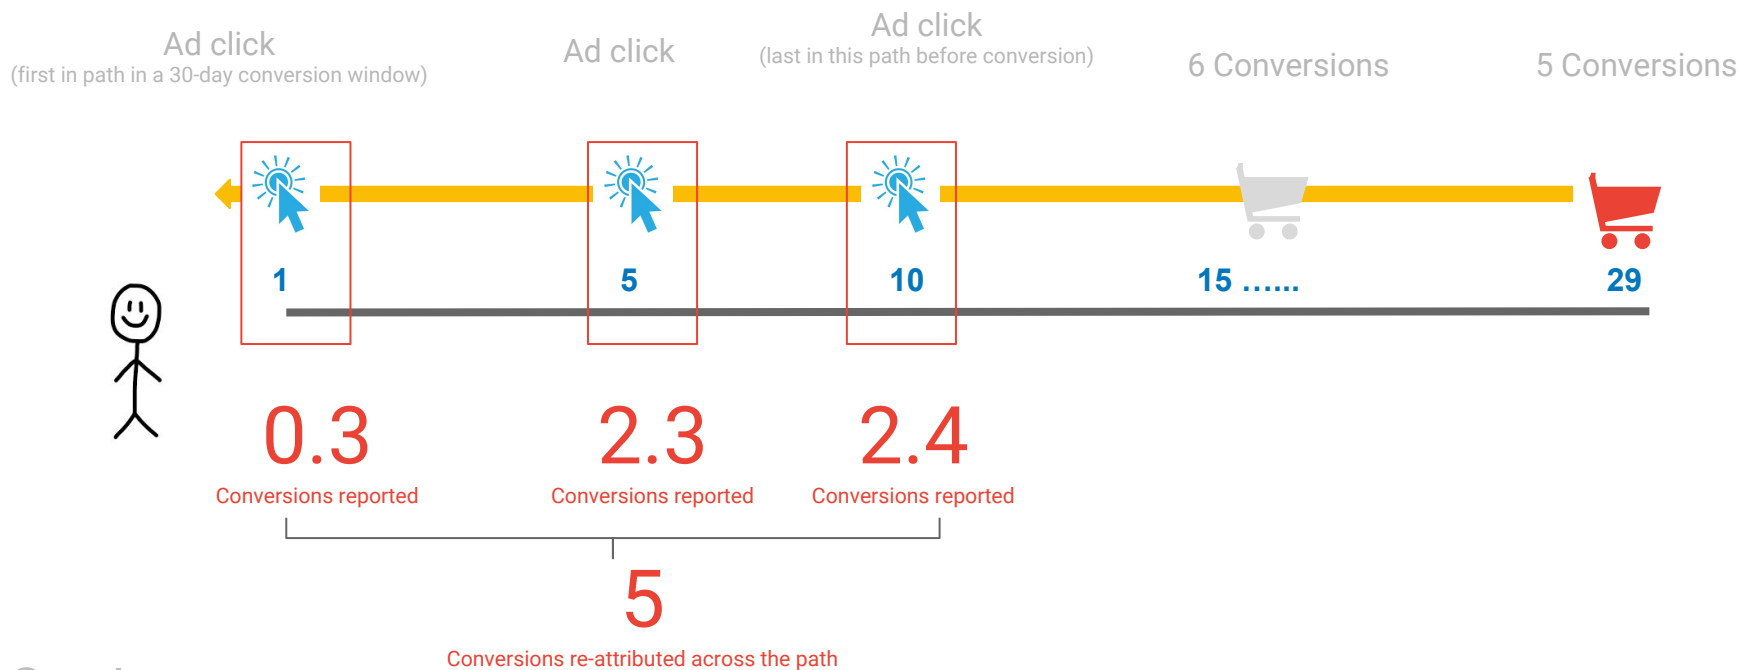 Ad click
(first in path in a 30-day conversion window)
Ad click
Ad click
(last in this path before conversion)
6 Conversions
5 Conversions
1
5
10
15 ......
29
0.3
2.3
2.4
Conversions reported
Conversions reported
Conversions reported
5
Conversions re-attributed across the path